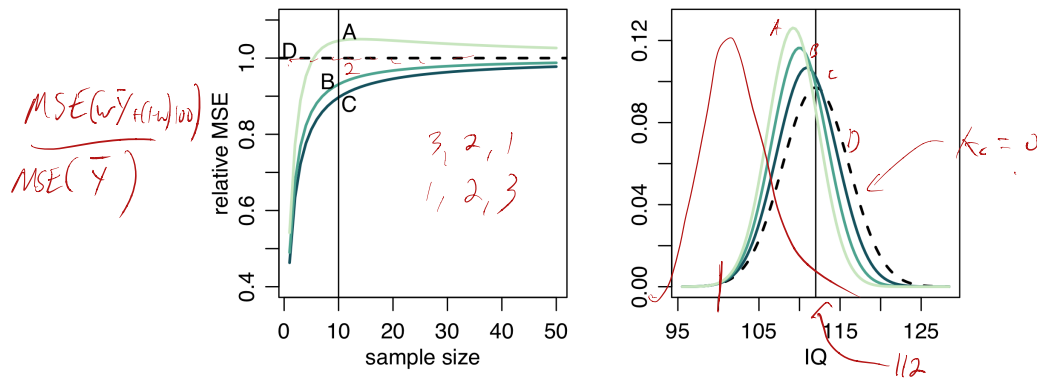 MSE(wȲ+(1-w)100)
MSE(Ȳ)
relative MSE
0.4
0.6
0.8
1.0
D
A
2
B
C
3, 2, 1
1, 2, 3
0 10 20 30 40 50
sample size
0.00
0.04
0.08
0.12
A
B
C
D
K₀ = 0
95 105 115 125
IQ
112